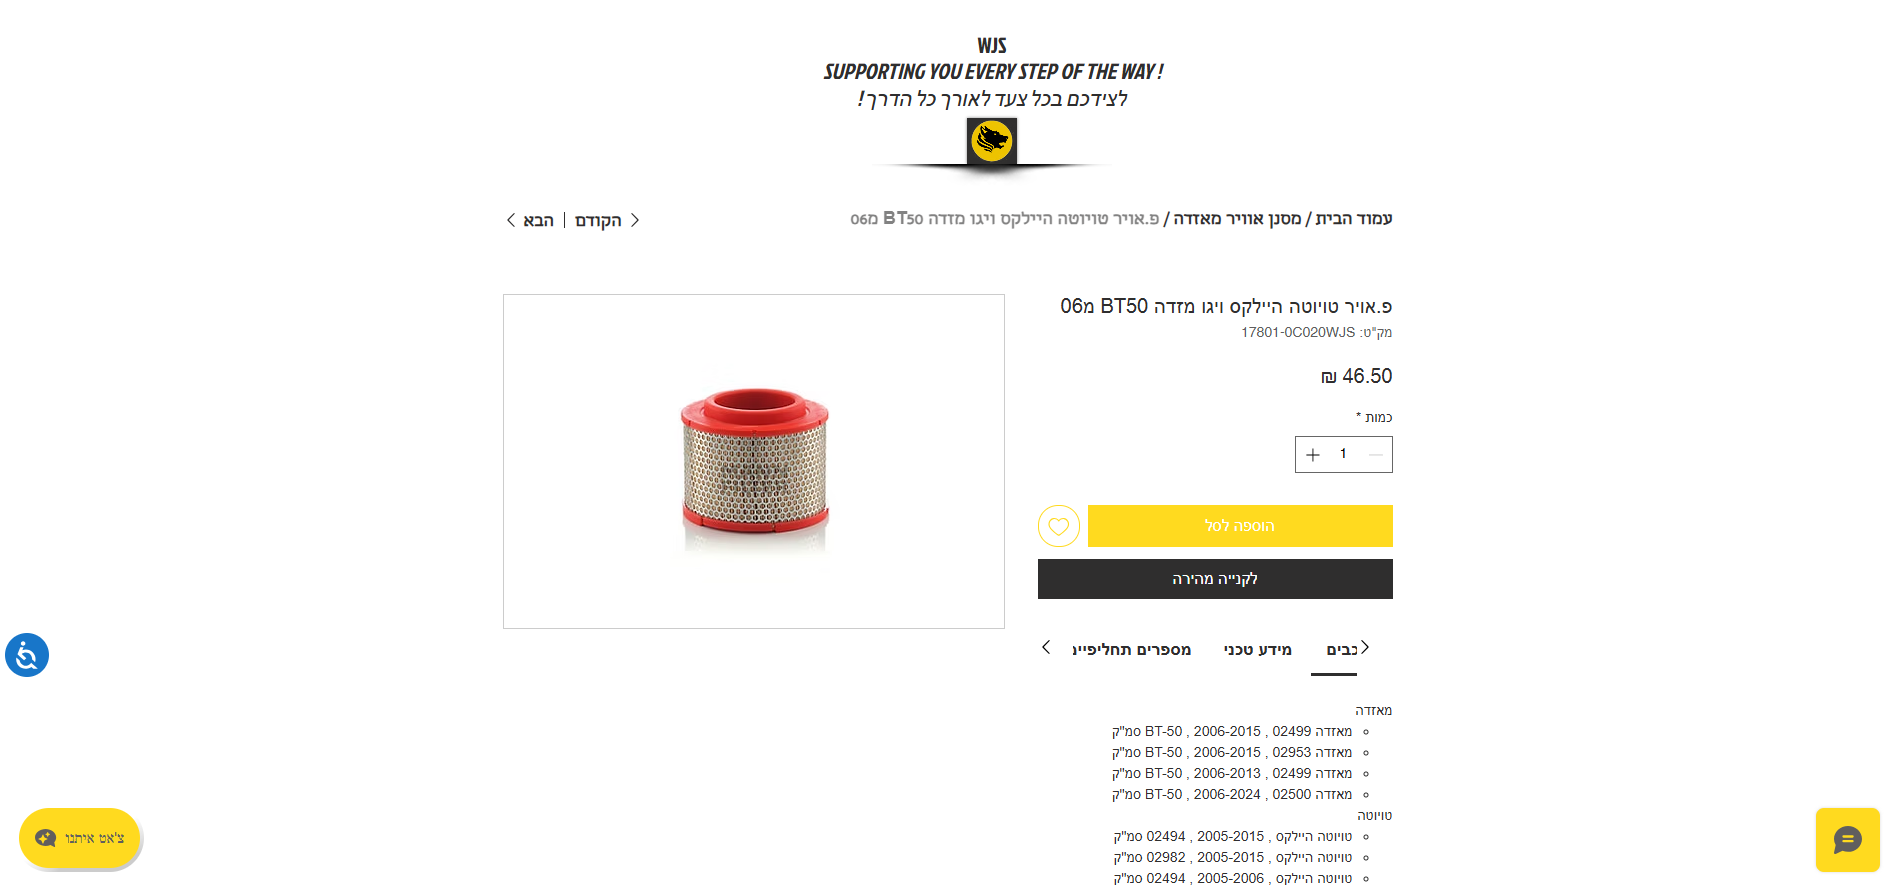 WJS
SUPPORTING YOU EVERY STEP OF THE WAY !
לצידכם בכל צעד לאורך כל הדרך !
עמוד הבית / מסנן אוויר מאזדה / פ.אויר טויוטה היילקס ויגו מזדה BT50 מ06
הקודם | הבא
פ.אויר טויוטה היילקס ויגו מזדה BT50 מ06
מק"ט: 17801-0C020WJS
46.50 ₪
כמות *
1
הוספה לסל
לקנייה מהירה
כבים
מידע טכני
מספרים תחליפיים
מאזדה
מאזדה BT-50 , 2006-2015 , 02499 סמ"ק
מאזדה BT-50 , 2006-2015 , 02953 סמ"ק
מאזדה BT-50 , 2006-2013 , 02499 סמ"ק
מאזדה BT-50 , 2006-2024 , 02500 סמ"ק
טויוטה
טויוטה היילקס , 2005-2015 , 02494 סמ"ק
טויוטה היילקס , 2005-2015 , 02982 סמ"ק
טויוטה היילקס , 2005-2006 , 02494 סמ"ק
צ'אט איתנו